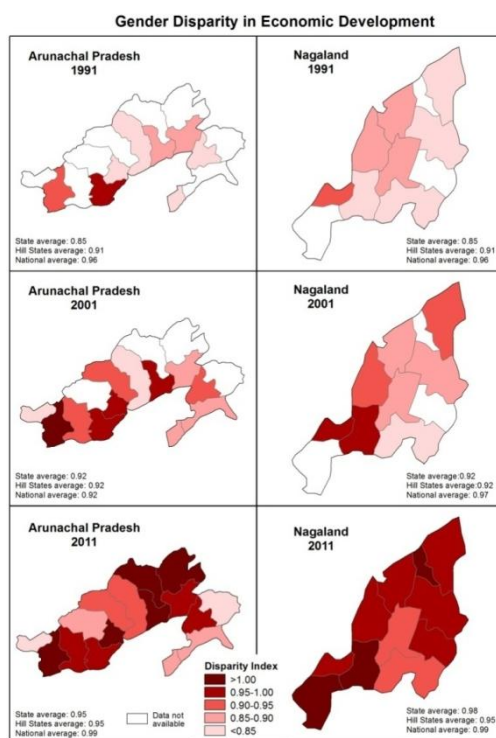 Gender Disparity in Economic Development
Arunachal Pradesh
1991
State average: 0.85
Hill States average: 0.91
National average: 0.96
Nagaland
1991
State average: 0.85
Hill States average: 0.91
National average: 0.96
Arunachal Pradesh
2001
State average: 0.92
Hill States average: 0.92
National average: 0.92
Nagaland
2001
State average:0.92
Hill States average:0.92
National average: 0.97
Arunachal Pradesh
2011
State average: 0.95
Hill States average: 0.95
National average: 0.99
Data not
available
Disparity Index
>1.00
0.95-1.00
0.90-0.95
0.85-0.90
<0.85
Nagaland
2011
State average: 0.98
Hill States average: 0.95
National average: 0.99